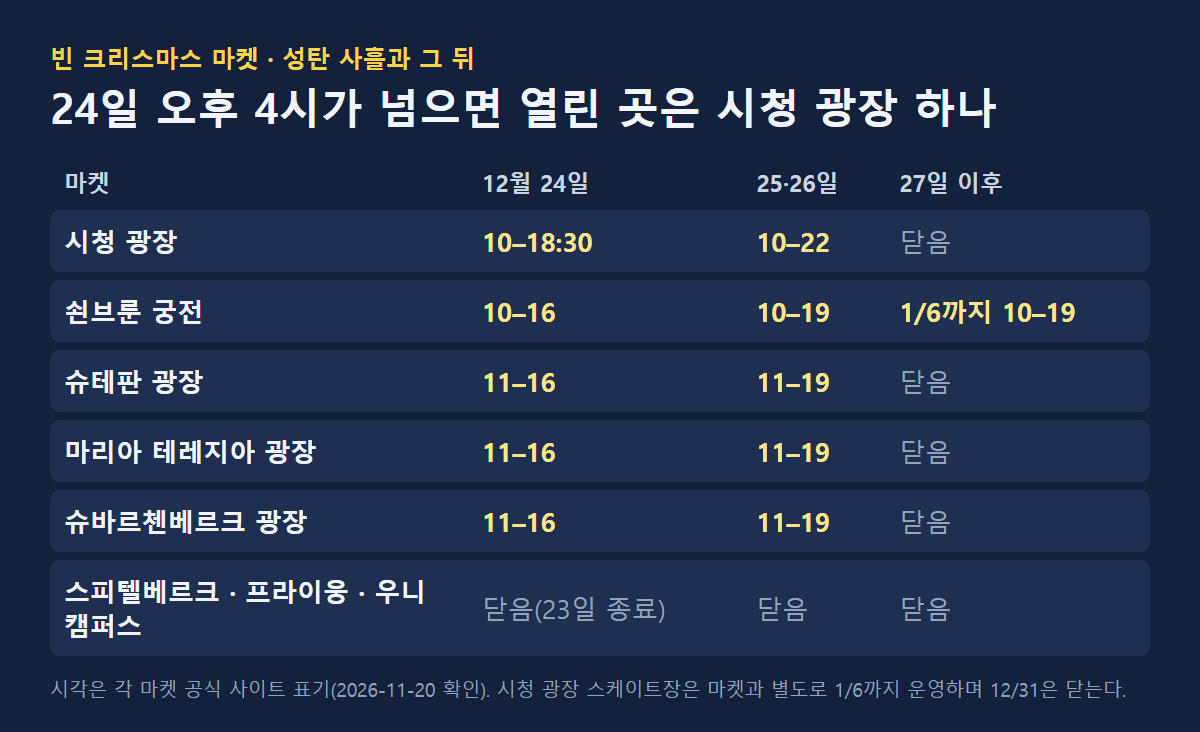 빈 크리스마스 마켓 · 성탄 사흘과 그 뒤
24일 오후 4시가 넘으면 열린 곳은 시청 광장 하나
마켓 12월 24일 25·26일 27일 이후
시청 광장 10–18:30 10–22 닫음
쇤브룬 궁전 10–16 10–19 1/6까지 10–19
슈테판 광장 11–16 11–19 닫음
마리아 테레지아 광장 11–16 11–19 닫음
슈바르첸베르크 광장 11–16 11–19 닫음
스피텔베르크 · 프라이웅 · 우니
캠퍼스 닫음(23일 종료) 닫음 닫음
시각은 각 마켓 공식 사이트 표기(2026-11-20 확인). 시청 광장 스케이트장은 마켓과 별도로 1/6까지 운영하며 12/31은 닫는다.